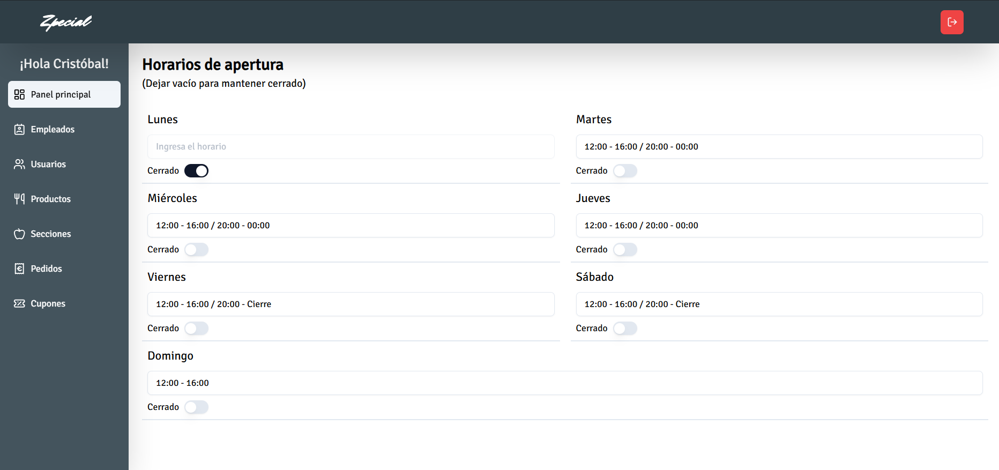 Zpecial
¡Hola Cristóbal!
Panel principal
Empleados
Usuarios
Productos
Secciones
Pedidos
Cupones
Horarios de apertura
(Dejar vacío para mantener cerrado)
Lunes
Ingresa el horario
Cerrado
Martes
12:00 - 16:00 / 20:00 - 00:00
Cerrado
Miércoles
12:00 - 16:00 / 20:00 - 00:00
Cerrado
Jueves
12:00 - 16:00 / 20:00 - 00:00
Cerrado
Viernes
12:00 - 16:00 / 20:00 - Cierre
Cerrado
Sábado
12:00 - 16:00 / 20:00 - Cierre
Cerrado
Domingo
12:00 - 16:00
Cerrado